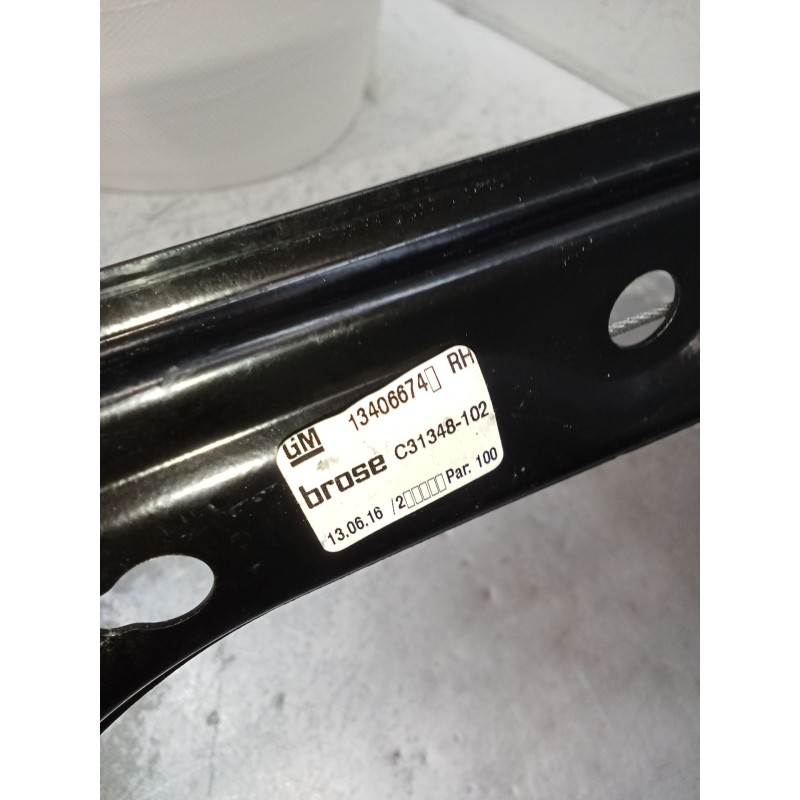 GM 13406674▯ RH
brose C31348-102
13.06.16 /2▯▯▯▯▯Par: 100